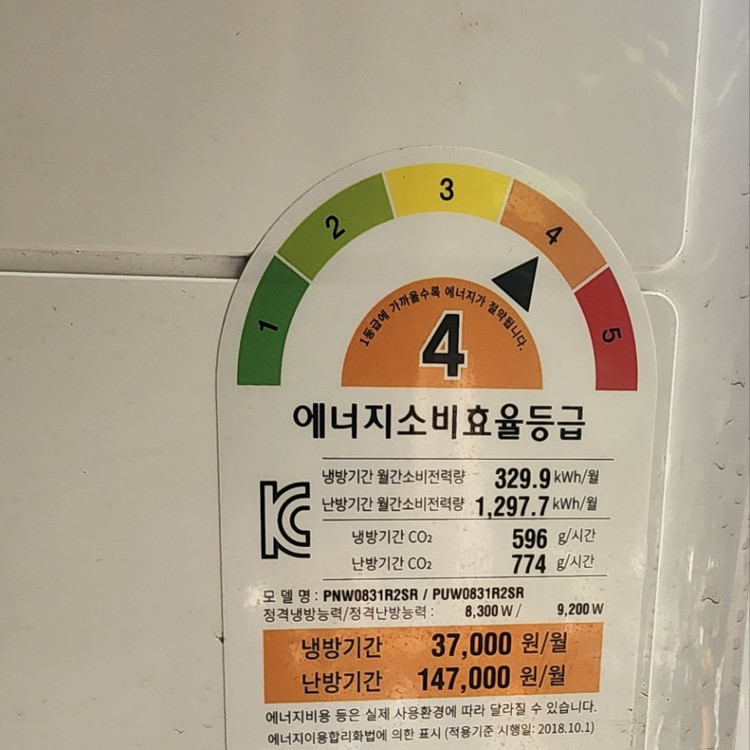 1
2
3
4
5
1등급에 가까울수록 에너지가 절약됩니다.
4
에너지소비효율등급
냉방기간 월간소비전력량 329.9 kWh/월
난방기간 월간소비전력량 1,297.7 kWh/월
냉방기간 CO₂ 596 g/시간
난방기간 CO₂ 774 g/시간
모 델 명 : PNW0831R2SR / PUW0831R2SR
정격냉방능력/정격난방능력 : 8,300 W / 9,200 W
냉방기간 37,000 원/월
난방기간 147,000 원/월
에너지비용 등은 실제 사용환경에 따라 달라질 수 있습니다.
에너지이용합리화법에 의한 표시 (적용기준 시행일: 2018.10.1)